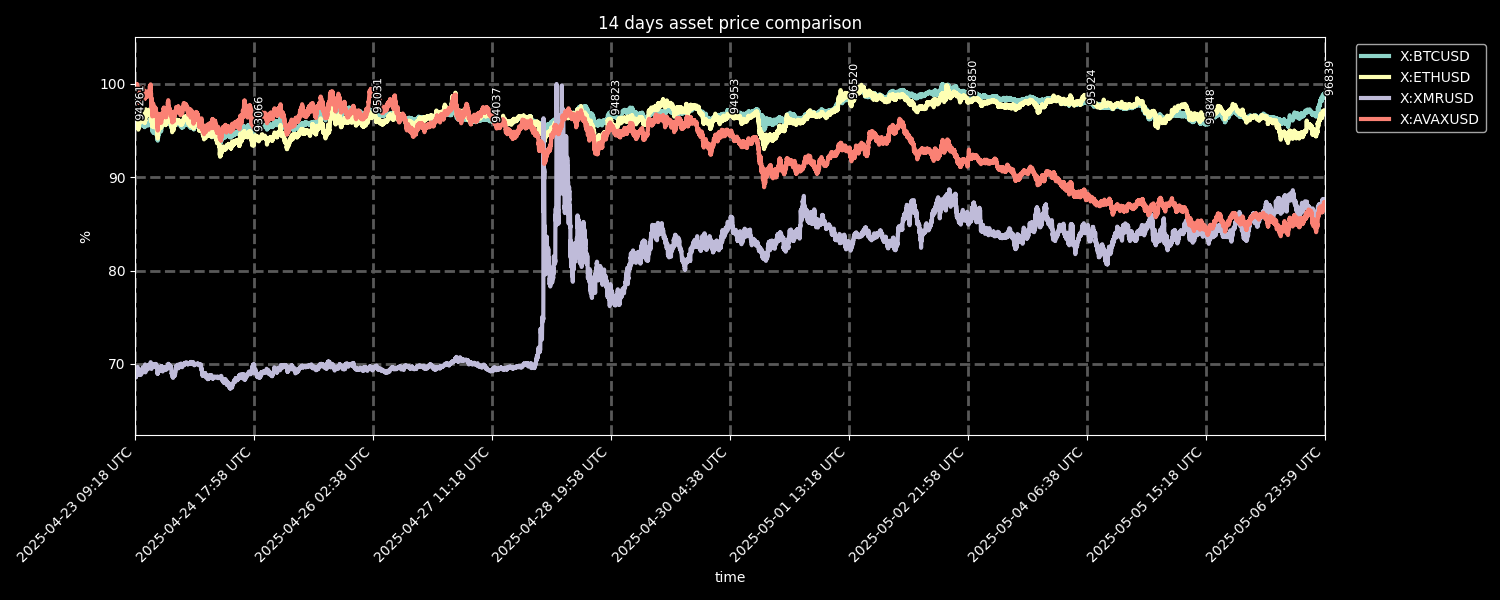 14 days asset price comparison
X:BTCUSD
X:ETHUSD
X:XMRUSD
X:AVAXUSD
100
90
80
70
%
94261
93066
95031
94037
94823
94953
96520
96850
95924
93848
96839
2025-04-23 09:18 UTC
2025-04-24 17:58 UTC
2025-04-26 02:38 UTC
2025-04-27 11:18 UTC
2025-04-28 19:58 UTC
2025-04-30 04:38 UTC
2025-05-01 13:18 UTC
2025-05-02 21:58 UTC
2025-05-04 06:38 UTC
2025-05-05 15:18 UTC
2025-05-06 23:59 UTC
time